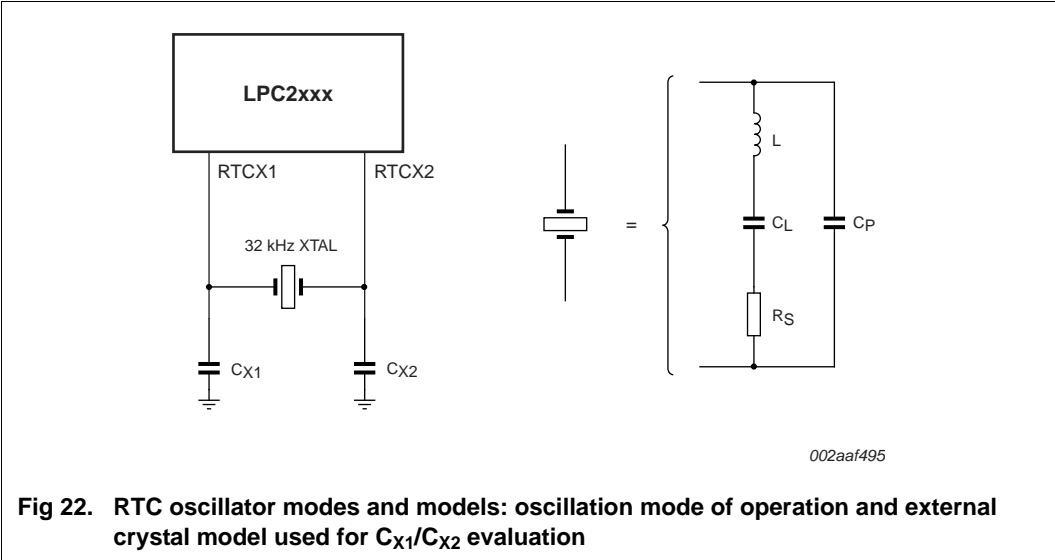 LPC2xxx
RTCX1
RTCX2
32 kHz XTAL
CX1
CX2
=
L
CL
CP
RS
002aaf495
Fig 22. RTC oscillator modes and models: oscillation mode of operation and external
crystal model used for CX1/CX2 evaluation